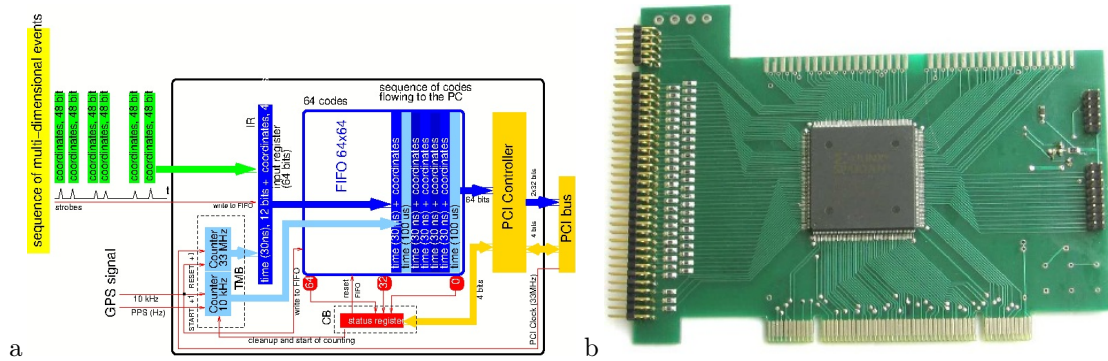 sequence of multi-dimensional events
coordinates, 48 bit
coordinates, 48 bit
coordinates, 48 bit
coordinates, 48 bit
coordinates, 48 bit
coordinates, 48 bit
t
strobes
write to FIFO
IR
input register
(64 bits)
time (30ns), 12 bits + coordinates, 4
64 codes
FIFO 64x64
sequence of codes
flowing to the PC
time (30 ns) + coordinates
time (100 us)
time (30 ns) + coordinates
time (30 ns) + coordinates
time (30 ns) + coordinates
time (30 ns) + coordinates
time (100 us)
64 bits
PCI Controller
2x32 bits
4 bits
PCI bus
GPS signal
10 kHz
PPS (Hz)
START
+1
RESET
+1
Counter
33 MHz
Counter
10 kHz
TMB
write to FIFO
64
reset
FIFO
32
0
CB
status register
4 bits
PCI Clock (33MHz)
cleanup and start of counting
a
b